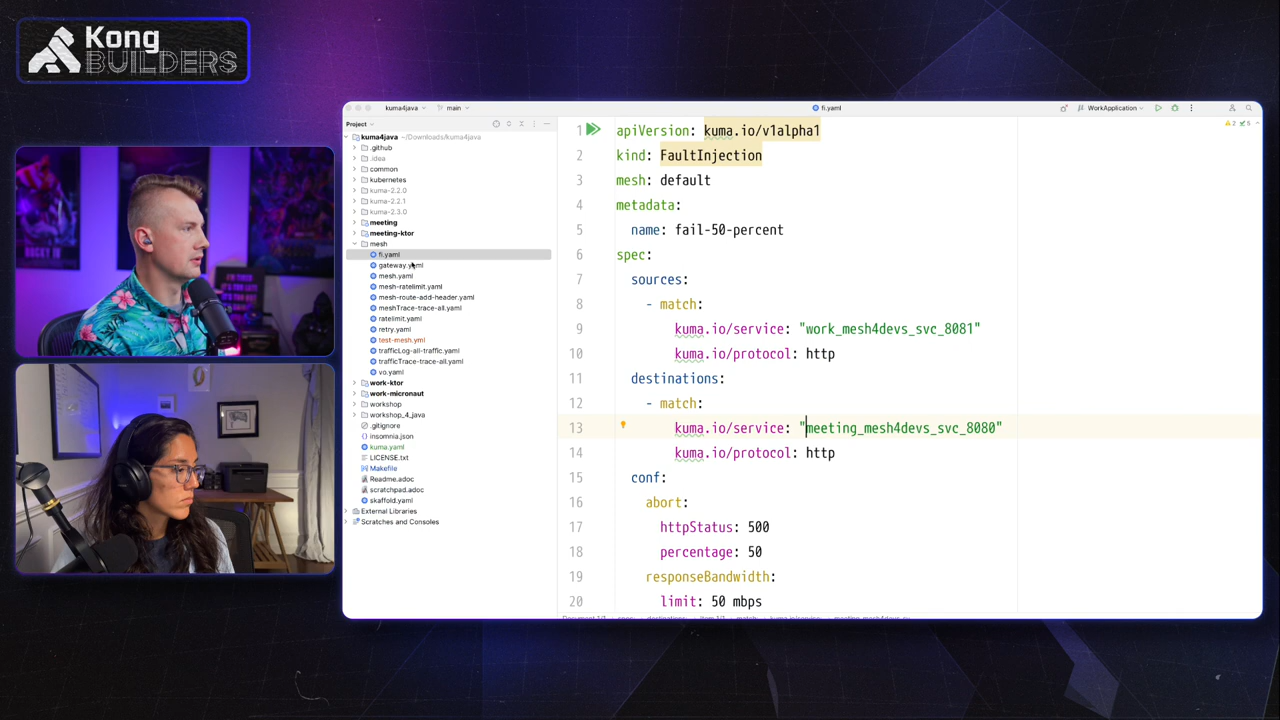 Kong
BUILDERS
kuma4java
main
fi.yaml
WorkApplication
Project
kuma4java ~/Downloads/kuma4java
.github
.idea
common
kubernetes
kuma-2.2.0
kuma-2.2.1
kuma-2.3.0
meeting
meeting-ktor
mesh
fi.yaml
gateway.yaml
mesh.yaml
mesh-ratelimit.yaml
mesh-route-add-header.yaml
meshTrace-trace-all.yaml
ratelimit.yaml
retry.yaml
test-mesh.yml
trafficLog-all-traffic.yaml
trafficTrace-trace-all.yaml
vo.yaml
work-ktor
work-micronaut
workshop
workshop_4_java
.gitignore
insomnia.json
kuma.yaml
LICENSE.txt
Makefile
Readme.adoc
scratchpad.adoc
skaffold.yaml
External Libraries
Scratches and Consoles
2 5
1 apiVersion: kuma.io/v1alpha1
2 kind: FaultInjection
3 mesh: default
4 metadata:
5 name: fail-50-percent
6 spec:
7 sources:
8 - match:
9 kuma.io/service: "work_mesh4devs_svc_8081"
10 kuma.io/protocol: http
11 destinations:
12 - match:
13 kuma.io/service: "meeting_mesh4devs_svc_8080"
14 kuma.io/protocol: http
15 conf:
16 abort:
17 httpStatus: 500
18 percentage: 50
19 responseBandwidth:
20 limit: 50 mbps